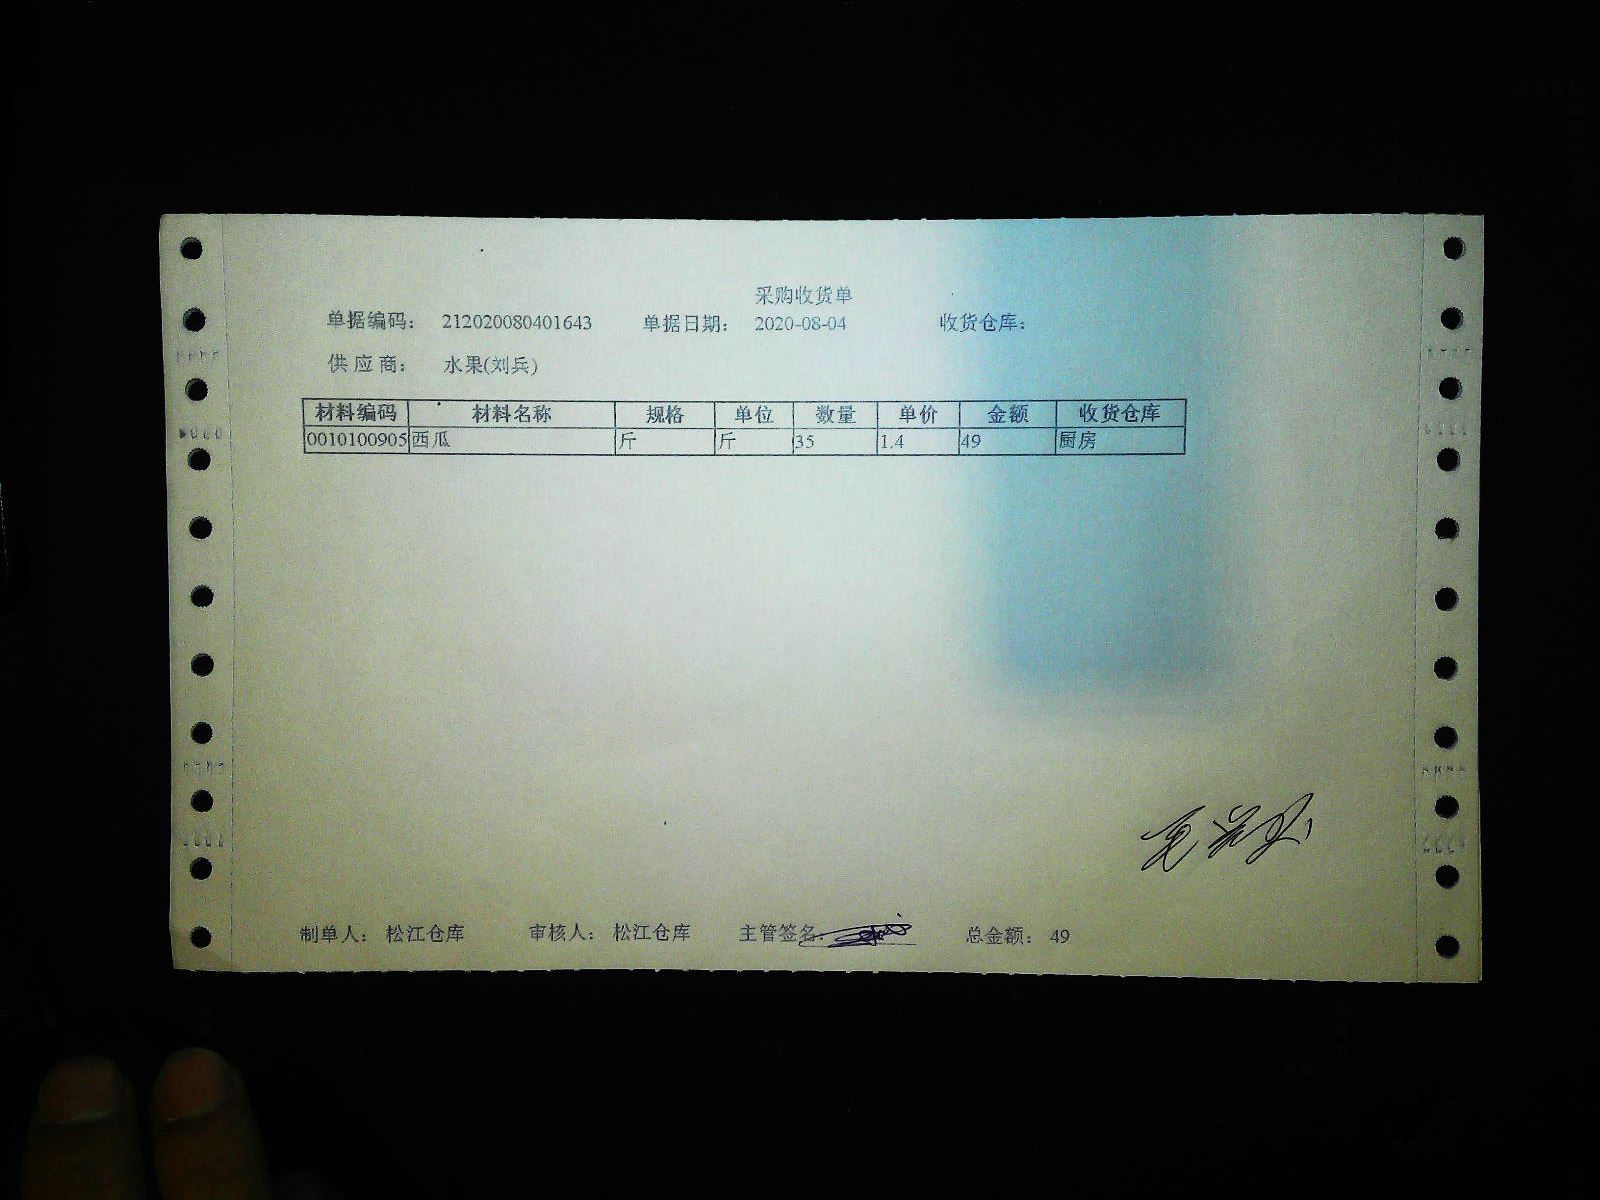 采购收货单
单据编码： 212020080401643 单据日期： 2020-08-04 收货仓库：
供应商： 水果(刘兵)
材料编码 材料名称 规格 单位 数量 单价 金额 收货仓库
0010100905 西瓜 斤 斤 35 1.4 49 厨房
制单人： 松江仓库 审核人： 松江仓库 主管签名： 总金额： 49